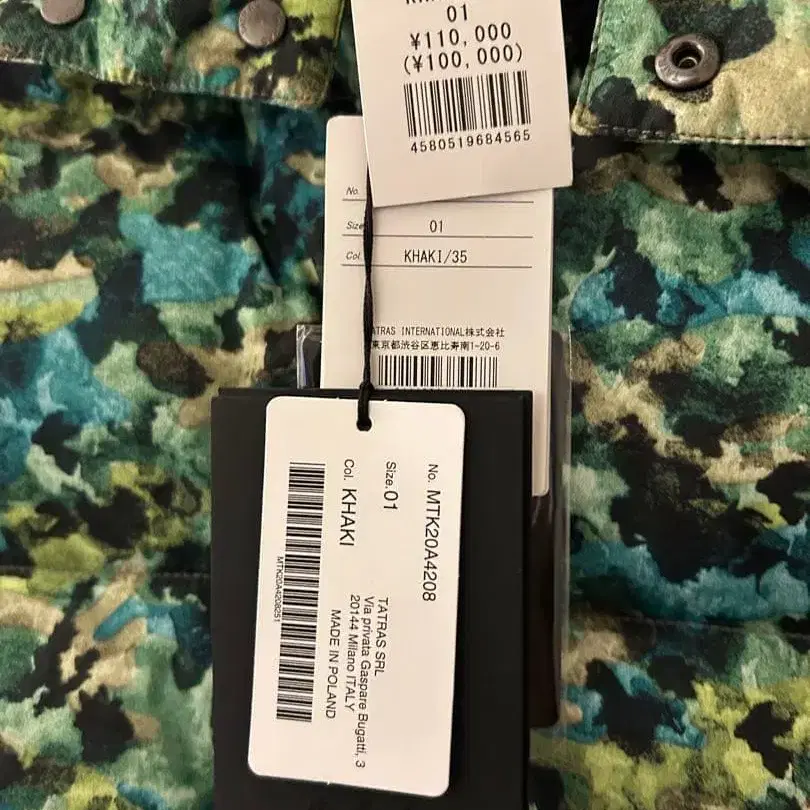 01
¥110,000
(¥100,000)
4580519684565
No.
Size 01
Col. KHAKI/35
TATRAS INTERNATIONAL株式会社
東京都渋谷区恵比寿南1-20-6
No. MTK20A4208
Size.01
Col. KHAKI
MTK20A4208251
TATRAS SRL
Via privata Gaspare Bugatti, 3
20144 Milano ITALY
MADE IN POLAND